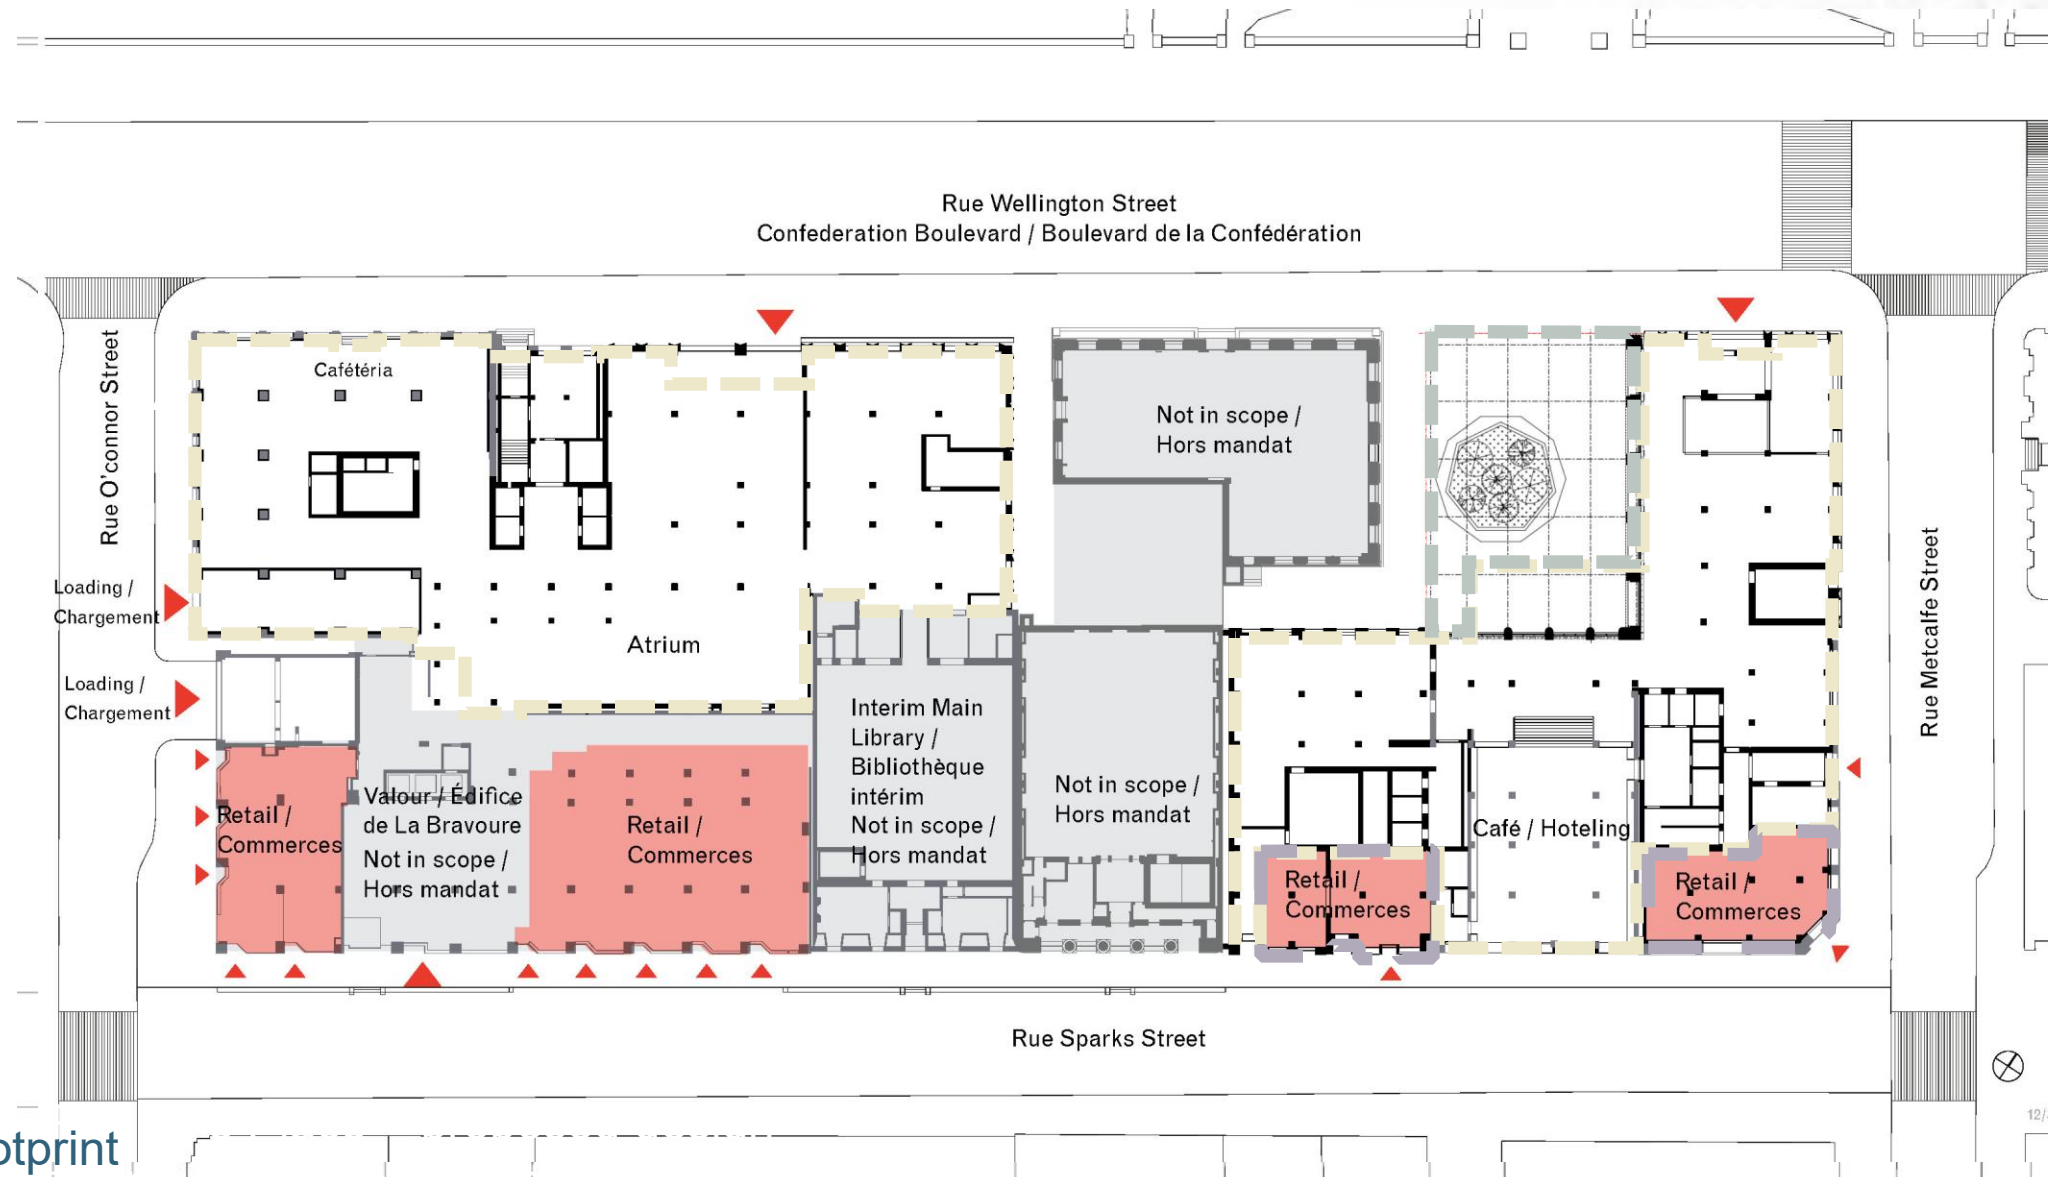 Rue Wellington Street
Confederation Boulevard / Boulevard de la Confédération
Rue O'connor Street
Cafétéria
Not in scope /
Hors mandat
Loading /
Chargement
Atrium
Rue Metcalfe Street
Loading /
Chargement
Interim Main
Library /
Bibliothèque
intérim
Not in scope /
Hors mandat
Not in scope /
Hors mandat
Valour / Édifice
de La Bravoure
Not in scope /
Hors mandat
Retail /
Commerces
Retail /
Commerces
Café / Hoteling
Retail /
Commerces
Retail /
Commerces
Rue Sparks Street
12/
otprint